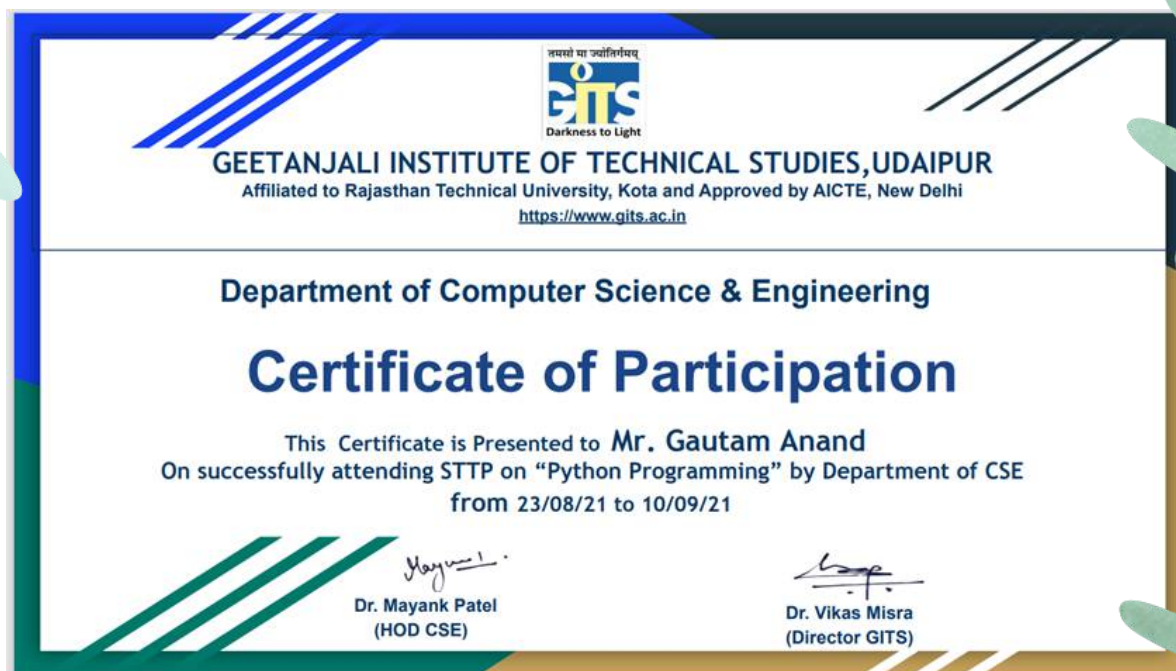 तमसो मा ज्योतिर्गमय्
GiTS
Darkness to Light
GEETANJALI INSTITUTE OF TECHNICAL STUDIES,UDAIPUR
Affiliated to Rajasthan Technical University, Kota and Approved by AICTE, New Delhi
https://www.gits.ac.in
Department of Computer Science & Engineering
Certificate of Participation
This Certificate is Presented to Mr. Gautam Anand
On successfully attending STTP on “Python Programming” by Department of CSE
from 23/08/21 to 10/09/21
Dr. Mayank Patel
(HOD CSE)
Dr. Vikas Misra
(Director GITS)